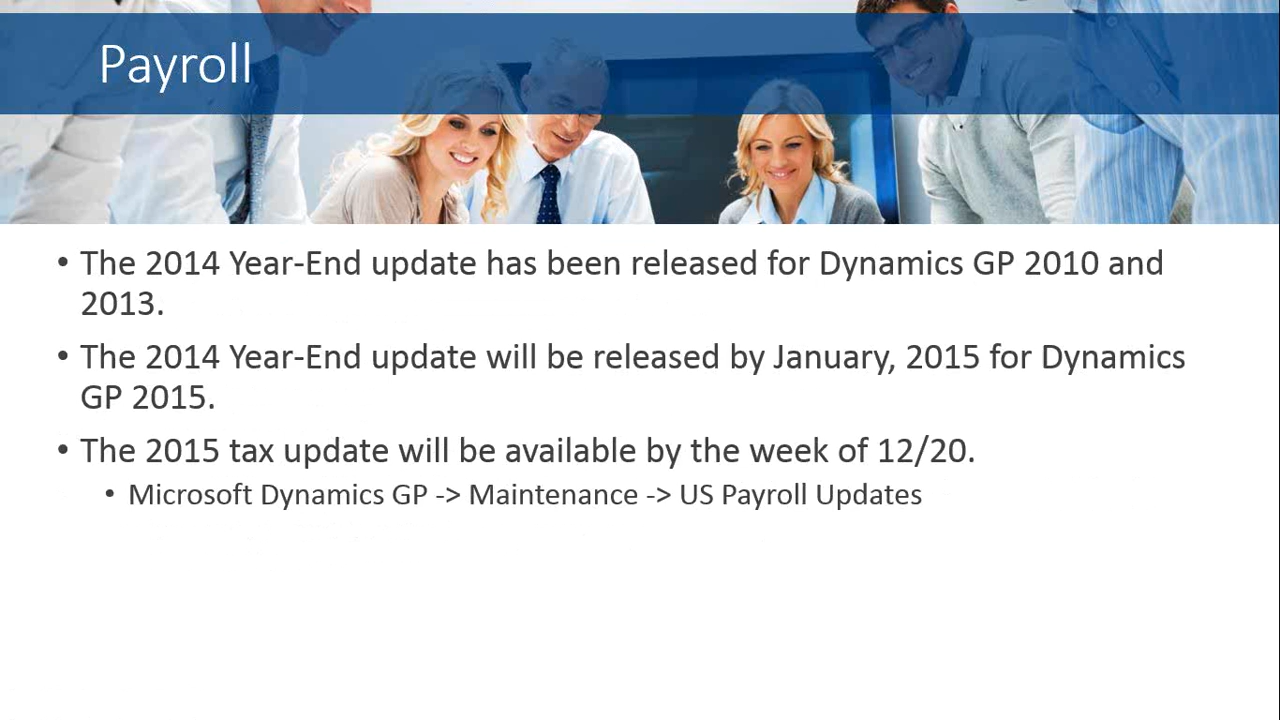 Payroll
• The 2014 Year-End update has been released for Dynamics GP 2010 and
2013.
• The 2014 Year-End update will be released by January, 2015 for Dynamics
GP 2015.
• The 2015 tax update will be available by the week of 12/20.
• Microsoft Dynamics GP -> Maintenance -> US Payroll Updates